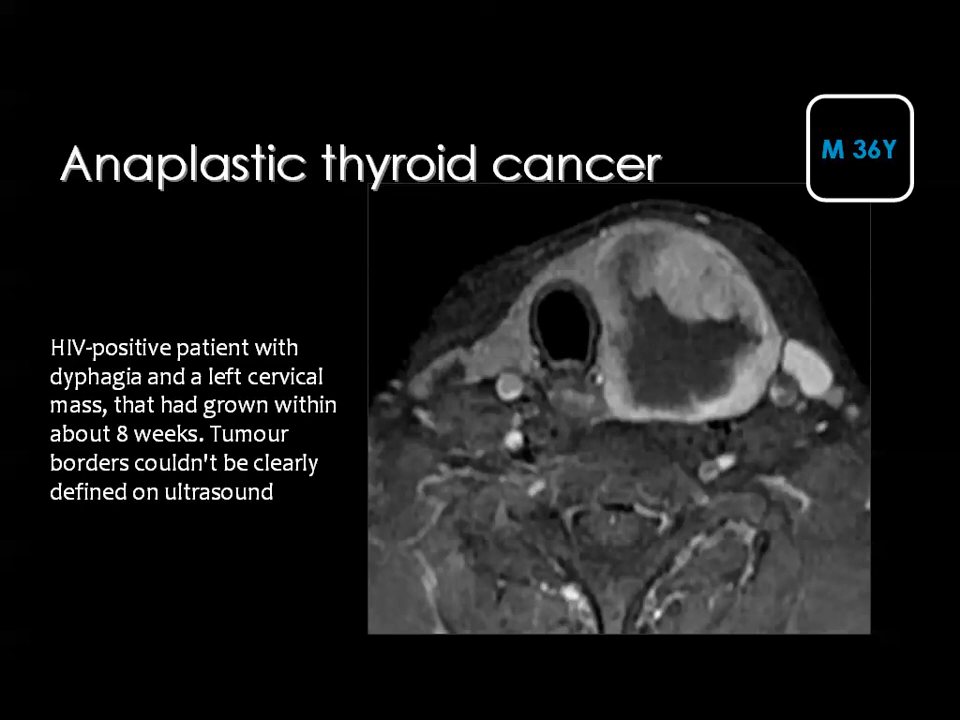 M 36Y
Anaplastic thyroid cancer
HIV-positive patient with
dyphagia and a left cervical
mass, that had grown within
about 8 weeks. Tumour
borders couldn't be clearly
defined on ultrasound